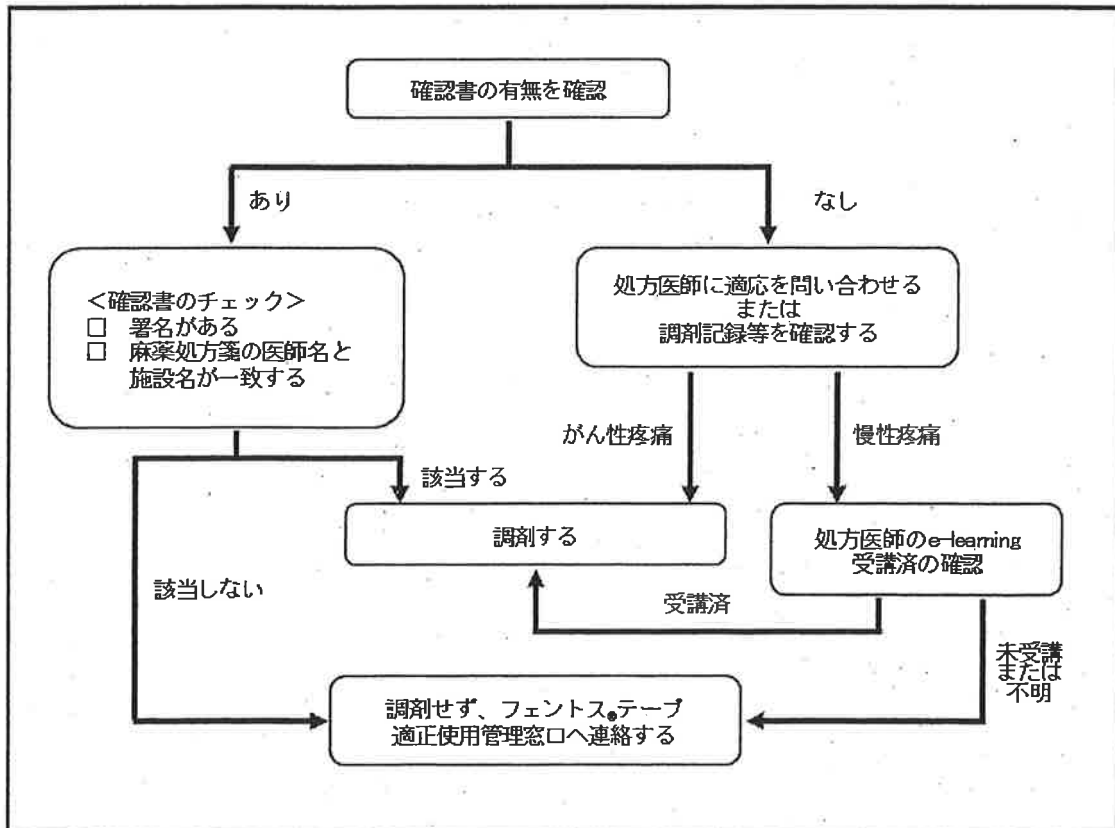 確認書の有無を確認
あり
なし
＜確認書のチェック＞
□ 署名がある
□ 麻薬処方箋の医師名と
施設名が一致する
処方医師に適応を問い合わせる
または
調剤記録等を確認する
がん性疼痛
慢性疼痛
該当する
調剤する
処方医師のe-learning
受講済の確認
該当しない
受講済
未受講
または
不明
調剤せず、フェントス®テープ
適正使用管理窓口へ連絡する